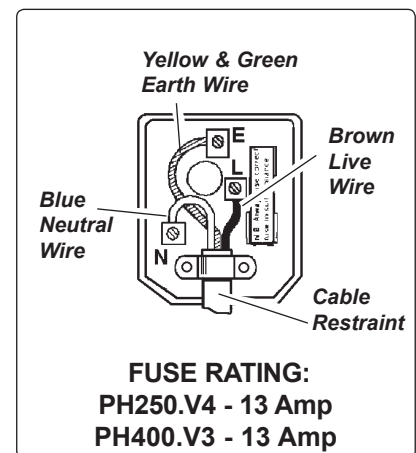 Yellow & Green
Earth Wire
E
Brown
Live
Wire
L
Blue
Neutral
Wire
N
Cable
Restraint
FUSE RATING:
PH250.V4 - 13 Amp
PH400.V3 - 13 Amp